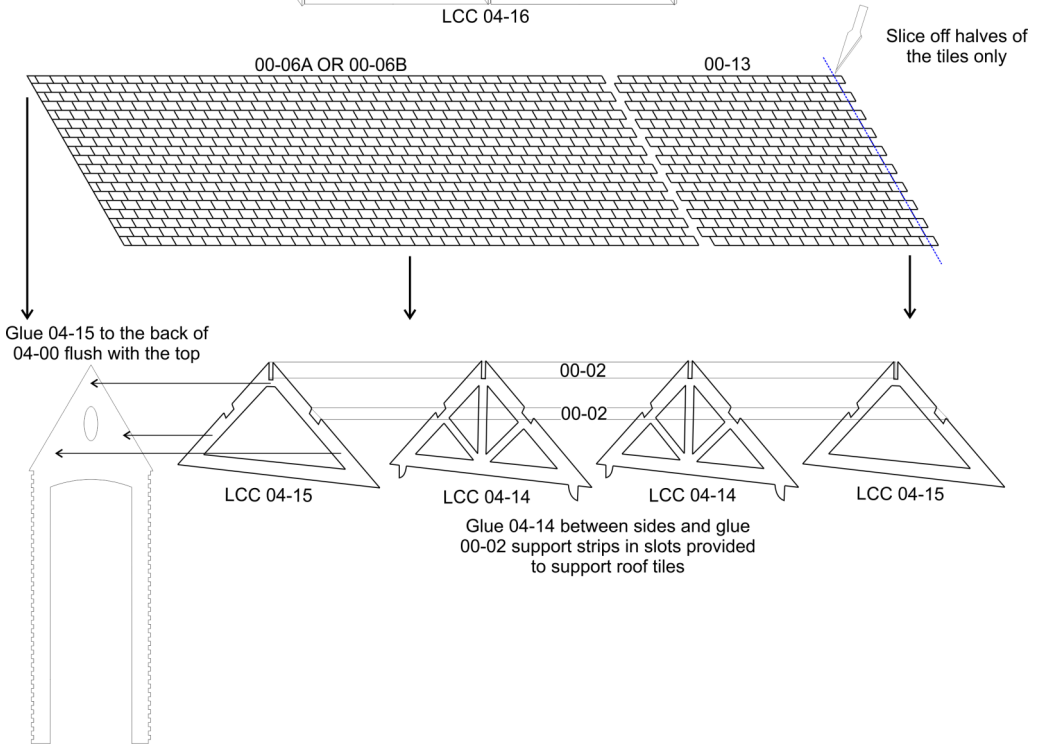 LCC 04-16
Slice off halves of
the tiles only
00-06A OR 00-06B
00-13
Glue 04-15 to the back of
04-00 flush with the top
00-02
00-02
LCC 04-15
LCC 04-14
LCC 04-14
LCC 04-15
Glue 04-14 between sides and glue
00-02 support strips in slots provided
to support roof tiles